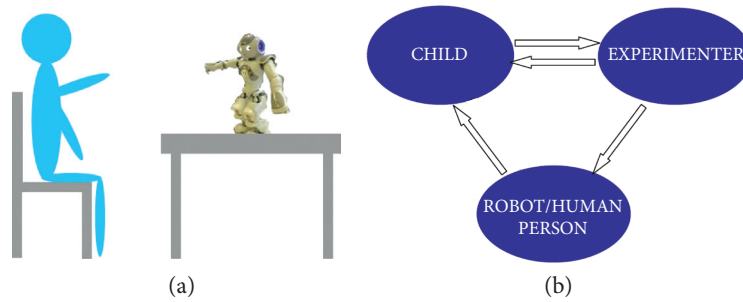 CHILD
EXPERIMENTER
ROBOT/HUMAN
PERSON
(a)
(b)